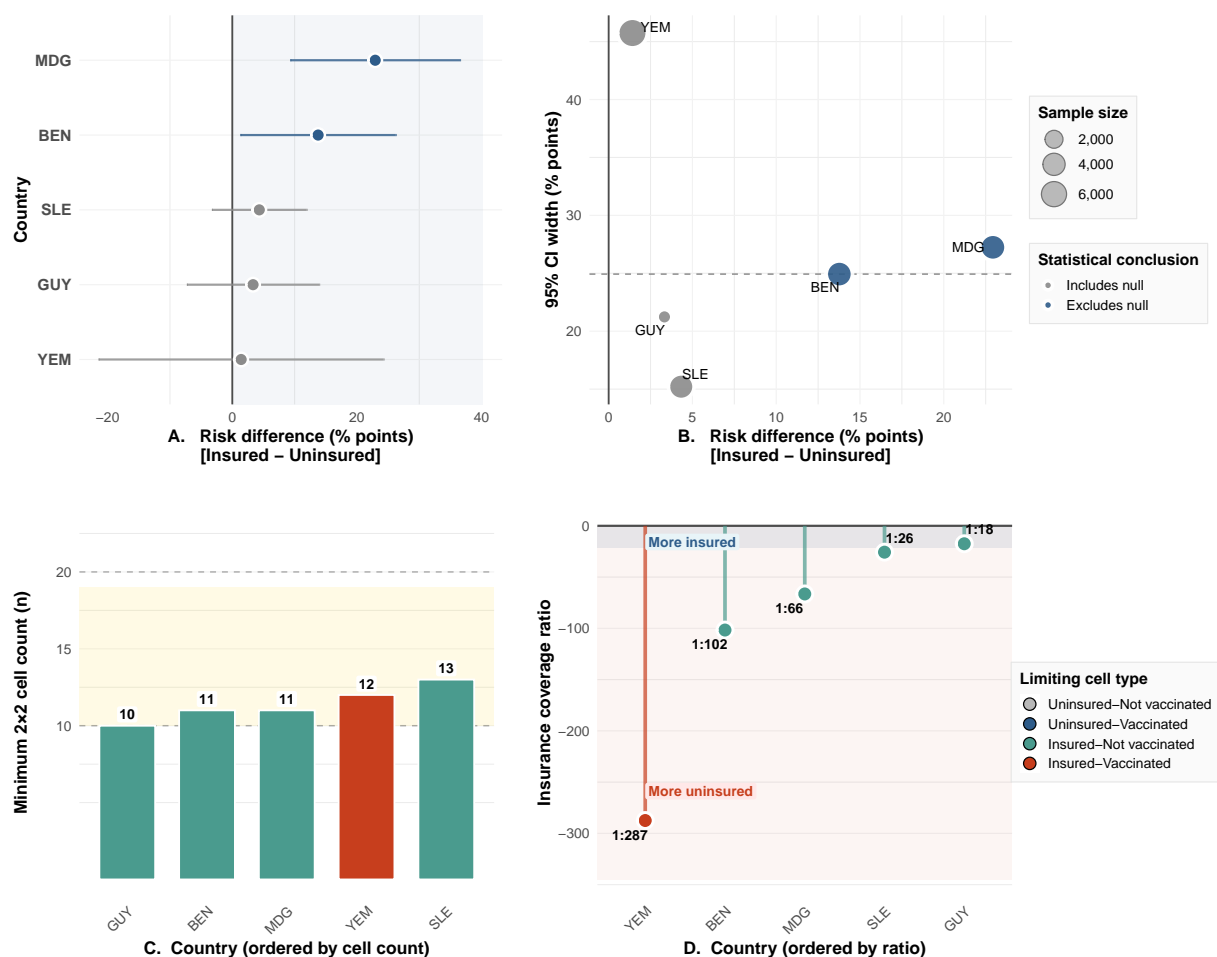 MDG
BEN
SLE
GUY
YEM
Country
−20
0
20
40
A. Risk difference (% points)
[Insured − Uninsured]
YEM
MDG
BEN
GUY
SLE
40
30
20
95% CI width (% points)
0
5
10
15
20
B. Risk difference (% points)
[Insured − Uninsured]
Sample size
2,000
4,000
6,000
Statistical conclusion
Includes null
Excludes null
20
15
10
Minimum 2×2 cell count (n)
10
11
11
12
13
GUY
BEN
MDG
YEM
SLE
C. Country (ordered by cell count)
0
−100
−200
−300
Insurance coverage ratio
More insured
More uninsured
1:287
1:102
1:66
1:26
1:18
YEM
BEN
MDG
SLE
GUY
D. Country (ordered by ratio)
Limiting cell type
Uninsured−Not vaccinated
Uninsured−Vaccinated
Insured−Not vaccinated
Insured−Vaccinated